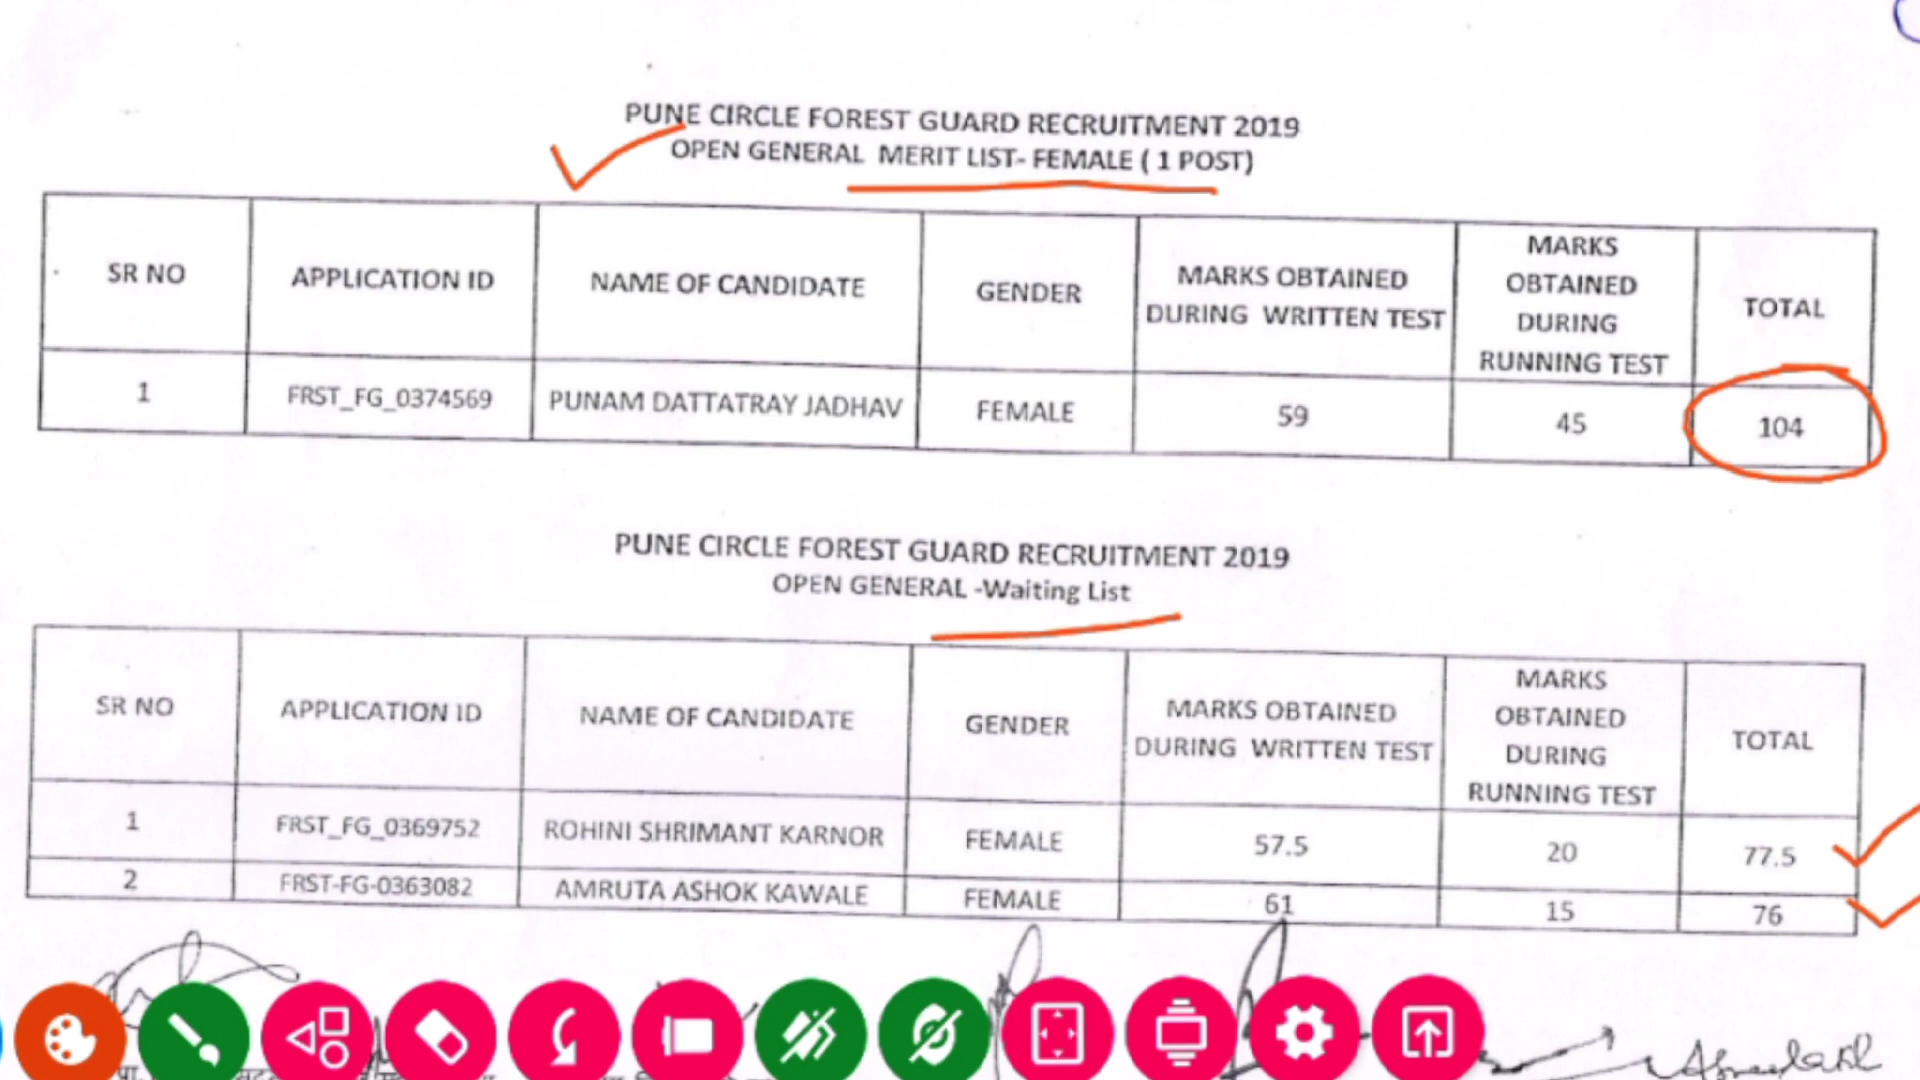 PUNE CIRCLE FOREST GUARD RECRUITMENT 2019
OPEN GENERAL MERIT LIST- FEMALE ( 1 POST)
SR NO APPLICATION ID NAME OF CANDIDATE GENDER MARKS OBTAINED DURING WRITTEN TEST MARKS OBTAINED DURING RUNNING TEST TOTAL
1 FRST_FG_0374569 PUNAM DATTATRAY JADHAV FEMALE 59 45 104
PUNE CIRCLE FOREST GUARD RECRUITMENT 2019
OPEN GENERAL -Waiting List
SR NO APPLICATION ID NAME OF CANDIDATE GENDER MARKS OBTAINED DURING WRITTEN TEST MARKS OBTAINED DURING RUNNING TEST TOTAL
1 FRST_FG_0369752 ROHINI SHRIMANT KARNOR FEMALE 57.5 20 77.5
2 FRST-FG-0363082 AMRUTA ASHOK KAWALE FEMALE 61 15 76